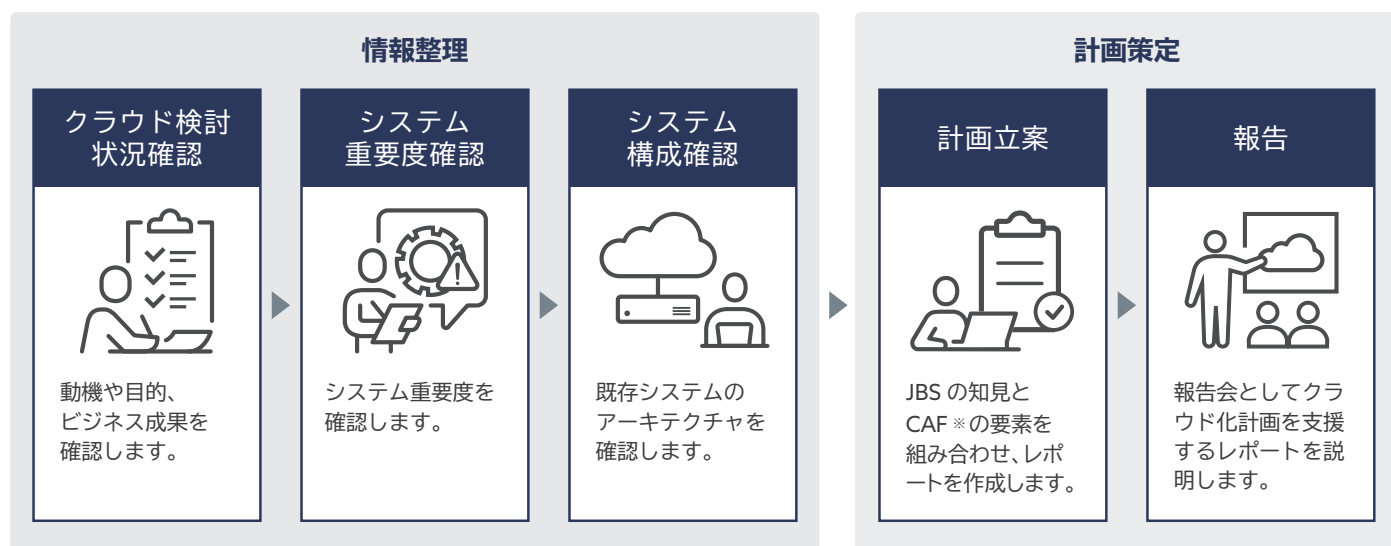 情報整理
クラウド検討
状況確認
動機や目的、
ビジネス成果を
確認します。
システム
重要度確認
システム重要度を
確認します。
システム
構成確認
既存システムの
アーキテクチャを
確認します。
計画策定
計画立案
JBS の知見と
CAF ※の要素を
組み合わせ、レポ
ートを作成します。
報告
報告会としてクラ
ウド化計画を支援
するレポートを説
明します。